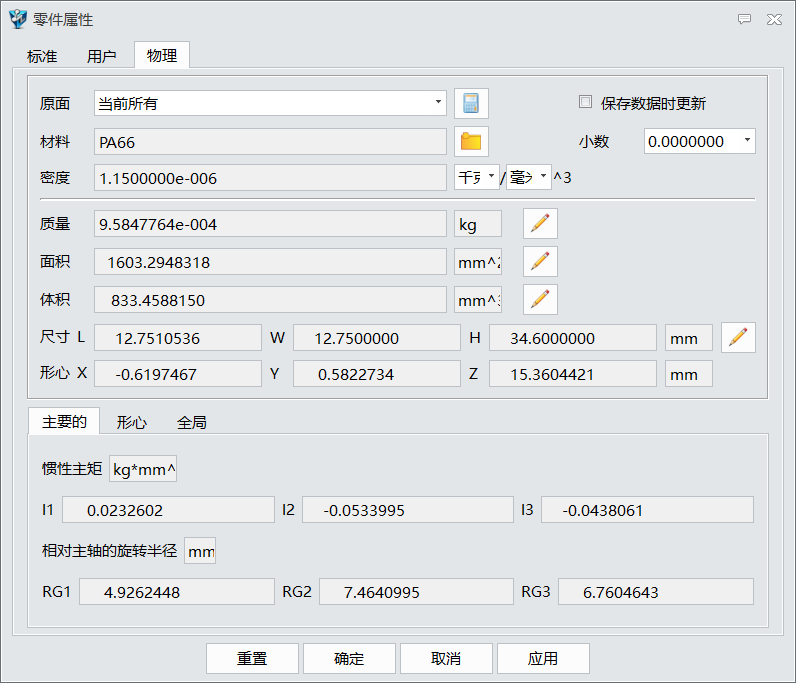 零件属性
标准 用户 物理
原面 当前所有 保存数据时更新
材料 PA66 小数 0.0000000
密度 1.1500000e-006 千克 / 毫米 ^3
质量 9.5847764e-004 kg
面积 1603.2948318 mm^2
体积 833.4588150 mm^3
尺寸 L 12.7510536 W 12.7500000 H 34.6000000 mm
形心 X -0.6197467 Y 0.5822734 Z 15.3604421 mm
主要的 形心 全局
惯性主矩 kg*mm^
I1 0.0232602 I2 -0.0533995 I3 -0.0438061
相对主轴的旋转半径 mm
RG1 4.9262448 RG2 7.4640995 RG3 6.7604643
重置 确定 取消 应用